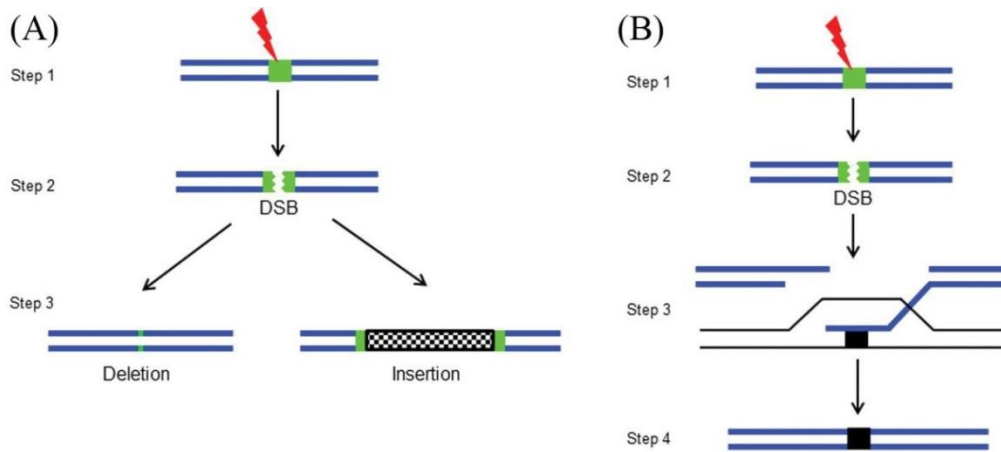 (A)
Step 1
Step 2
DSB
Step 3
Deletion
Insertion
(B)
Step 1
Step 2
DSB
Step 3
Step 4